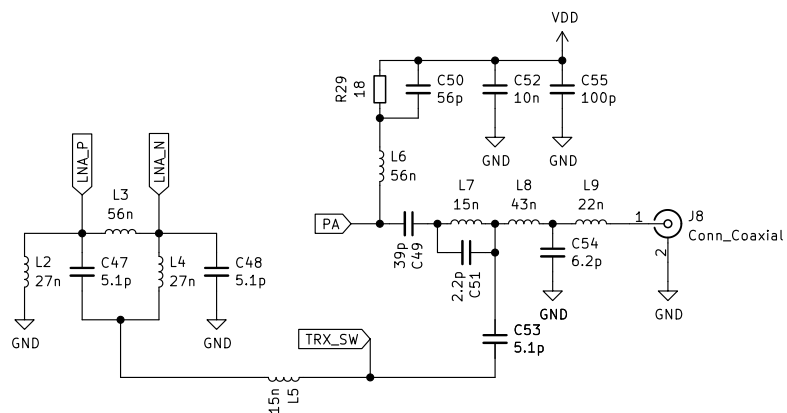 VDD
R29
18
C50
56p
C52
10n
C55
100p
GND
GND
LNA_P
LNA_N
L6
56n
L3
56n
L7
15n
L8
43n
L9
22n
PA
39p
C49
1
J8
Conn_Coaxial
2
L2
27n
C47
5.1p
L4
27n
C48
5.1p
2.2p
C51
C54
6.2p
GND
GND
GND
GND
TRX_SW
C53
5.1p
15n
L5